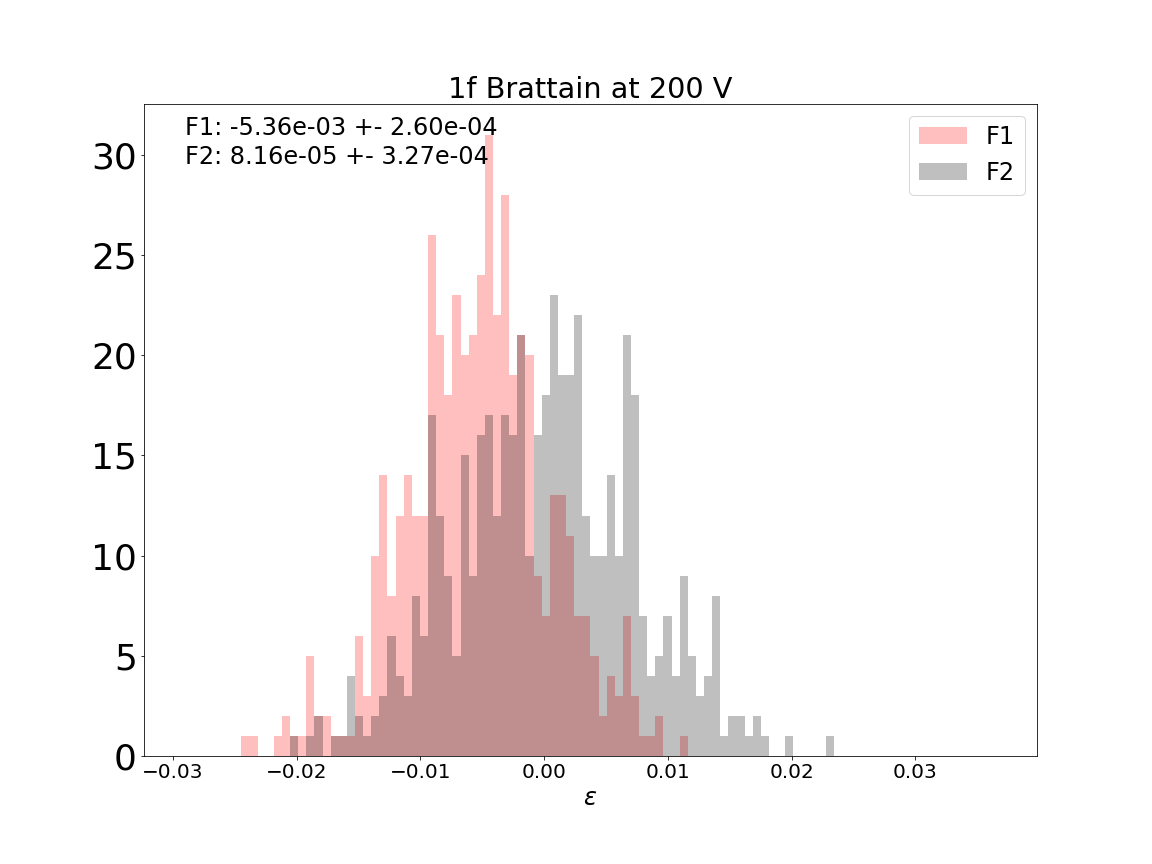 1f Brattain at 200 V
F1: -5.36e-03 +- 2.60e-04
F2: 8.16e-05 +- 3.27e-04
F1
F2
30
25
20
15
10
5
0
−0.03 −0.02 −0.01 0.00 0.01 0.02 0.03
ε